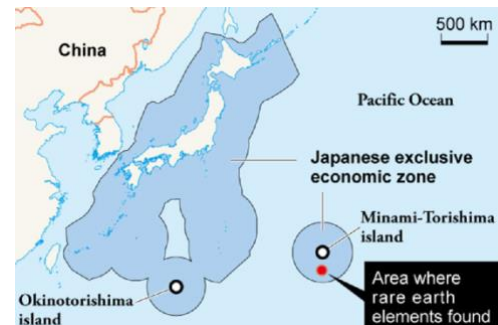 China
500 km
Pacific Ocean
Japanese exclusive
economic zone
Minami-Torishima
island
Area where
rare earth
elements found
Okinotorishima
island